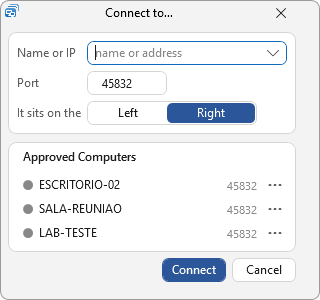 Connect to...
Name or IP name or address
Port 45832
It sits on the Left Right
Approved Computers
ESCRITORIO-02 45832 ...
SALA-REUNIAO 45832 ...
LAB-TESTE 45832 ...
Connect Cancel